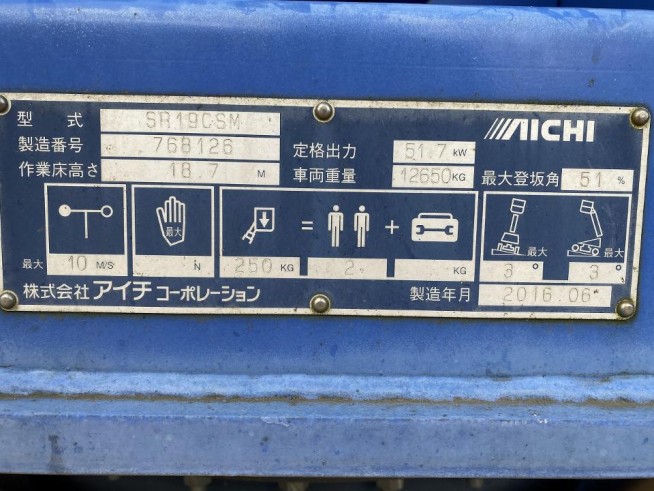 型式 SR19CSM
製造番号 768126
作業床高さ 18.7 M
定格出力 51.7 KW
車両重量 12650 KG
AICHI
最大登坂角 51 %
最大
最大 最大
= +
最大 10 M/S N 250 KG 2 KG 3° 3°
株式会社アイチコーポレーション 製造年月 2016.06